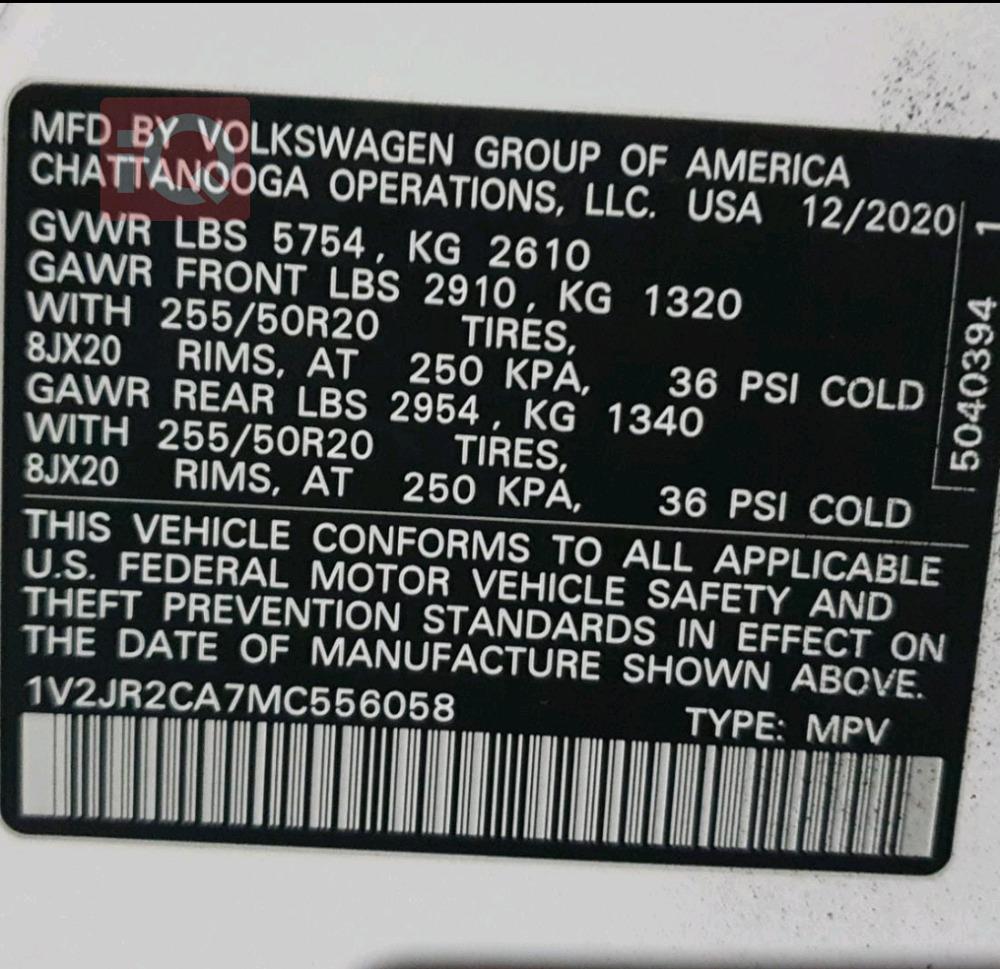 iQ
MFD BY VOLKSWAGEN GROUP OF AMERICA
CHATTANOOGA OPERATIONS, LLC. USA 12/2020
GVWR LBS 5754, KG 2610
GAWR FRONT LBS 2910, KG 1320
WITH 255/50R20 TIRES,
8JX20 RIMS, AT 250 KPA, 36 PSI COLD
GAWR REAR LBS 2954, KG 1340
WITH 255/50R20 TIRES,
8JX20 RIMS, AT 250 KPA, 36 PSI COLD
THIS VEHICLE CONFORMS TO ALL APPLICABLE
U.S. FEDERAL MOTOR VEHICLE SAFETY AND
THEFT PREVENTION STANDARDS IN EFFECT ON
THE DATE OF MANUFACTURE SHOWN ABOVE.
1V2JR2CA7MC556058 TYPE: MPV
5040394 1